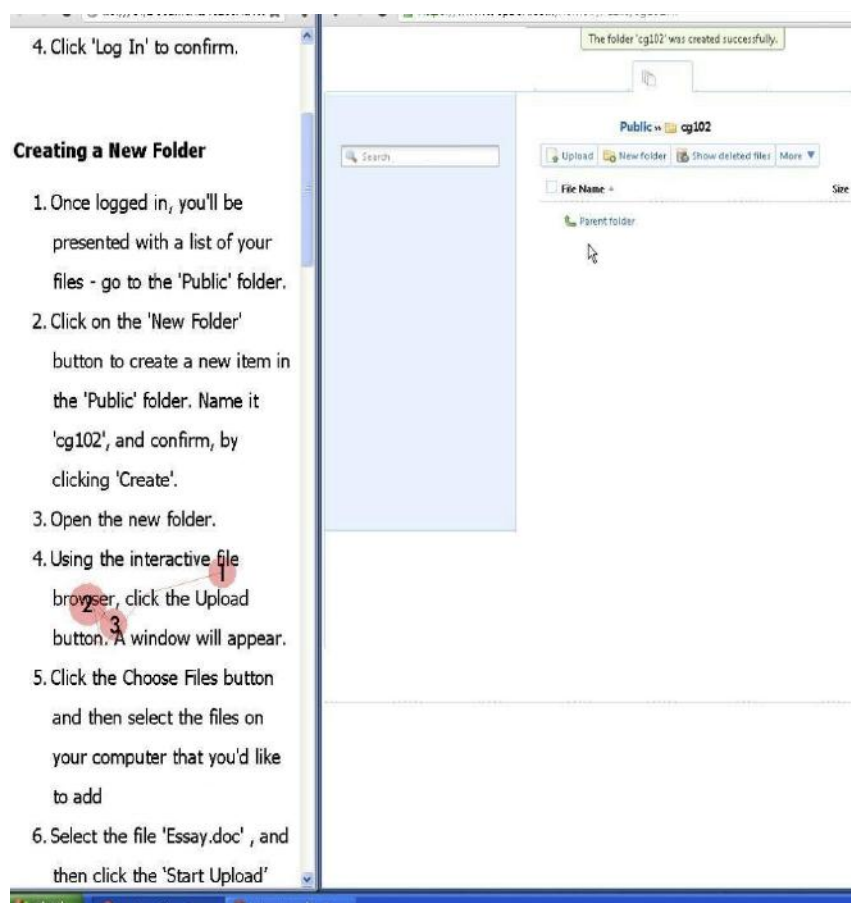 4. Click 'Log In' to confirm.
Creating a New Folder
1. Once logged in, you'll be
presented with a list of your
files - go to the 'Public' folder.
2. Click on the 'New Folder'
button to create a new item in
the 'Public' folder. Name it
'cg102', and confirm, by
clicking 'Create'.
3. Open the new folder.
4. Using the interactive file
browser, click the Upload
button. A window will appear.
5. Click the Choose Files button
and then select the files on
your computer that you'd like
to add
6. Select the file 'Essay.doc' , and
then click the 'Start Upload'
1
2
3
The folder 'cg102' was created successfully.
Public » cg102
Search
Upload New folder Show deleted files More ▼
File Name Size
Parent folder